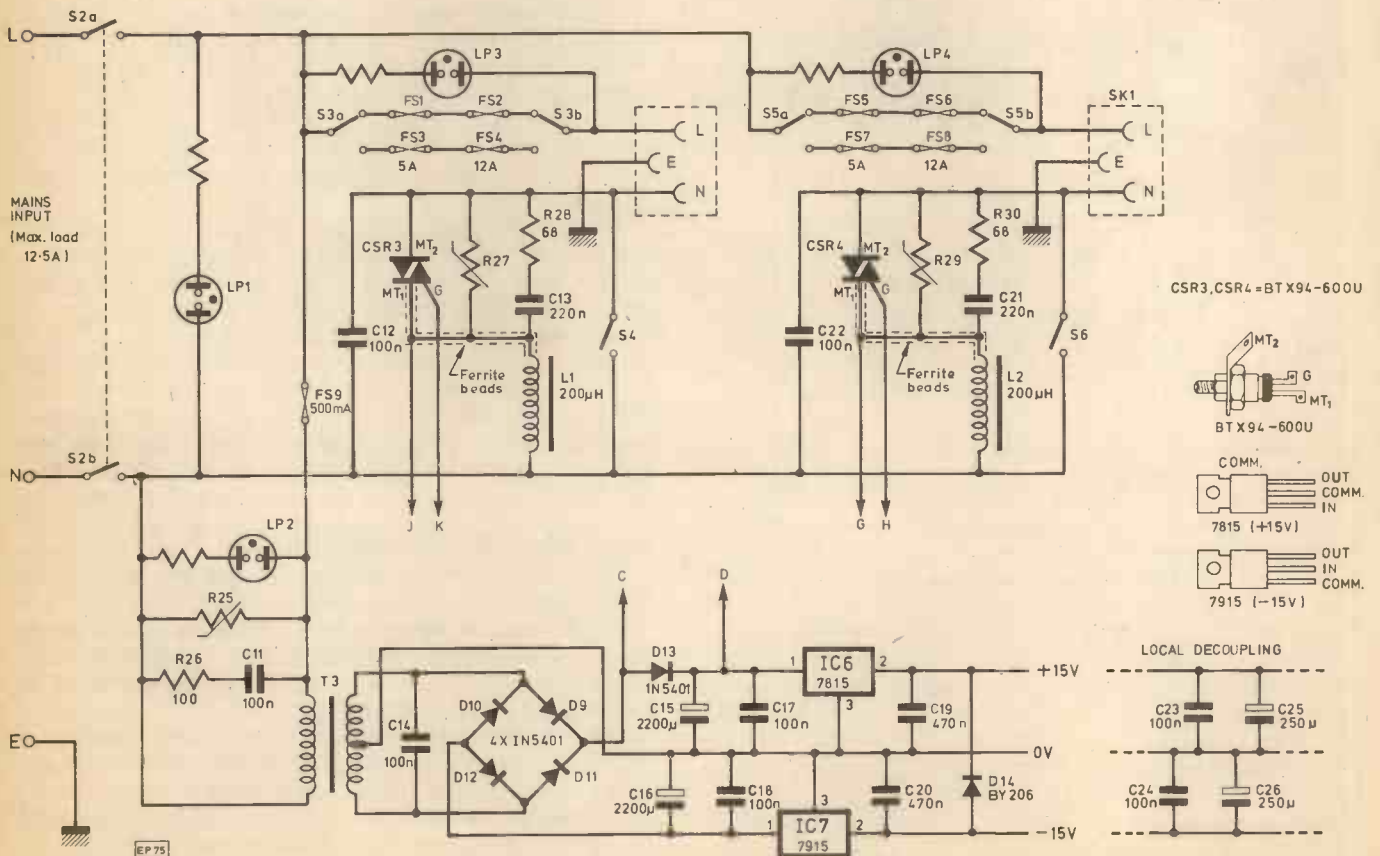 L
S2a
LP3
LP4
SK1
S3a
FS1
FS2
S3b
L
FS3
FS4
5A
12A
E
N
S5a
FS5
FS6
S5b
L
FS7
FS8
5A
12A
E
N
MAINS
INPUT
(Max. load
12·5A)
LP1
R28
68
CSR3
MT2
R27
MT1
G
C13
220n
C12
100n
S4
Ferrite
beads
L1
200µH
FS9
500mA
R30
68
CSR4
MT2
R29
MT1
G
C21
220n
C22
100n
S6
Ferrite
beads
L2
200µH
CSR3,CSR4=BTX94-600U
MT2
G
MT1
BTX94-600U
N
S2b
J
K
G
H
COMM.
OUT
COMM.
IN
7815 (+15V)
OUT
IN
COMM.
7915 (-15V)
LP2
R25
R26
100
C11
100n
T3
C14
100n
D10
D9
4X IN5401
D12
D11
C
D
D13
1N5401
C15
2200µ
C17
100n
1
IC6
7815
2
3
C19
470n
+15V
0V
C16
2200µ
C18
100n
1
IC7
7915
2
3
C20
470n
D14
BY206
-15V
LOCAL DECOUPLING
C23
100n
C25
250µ
C24
100n
C26
250µ
E
EP75